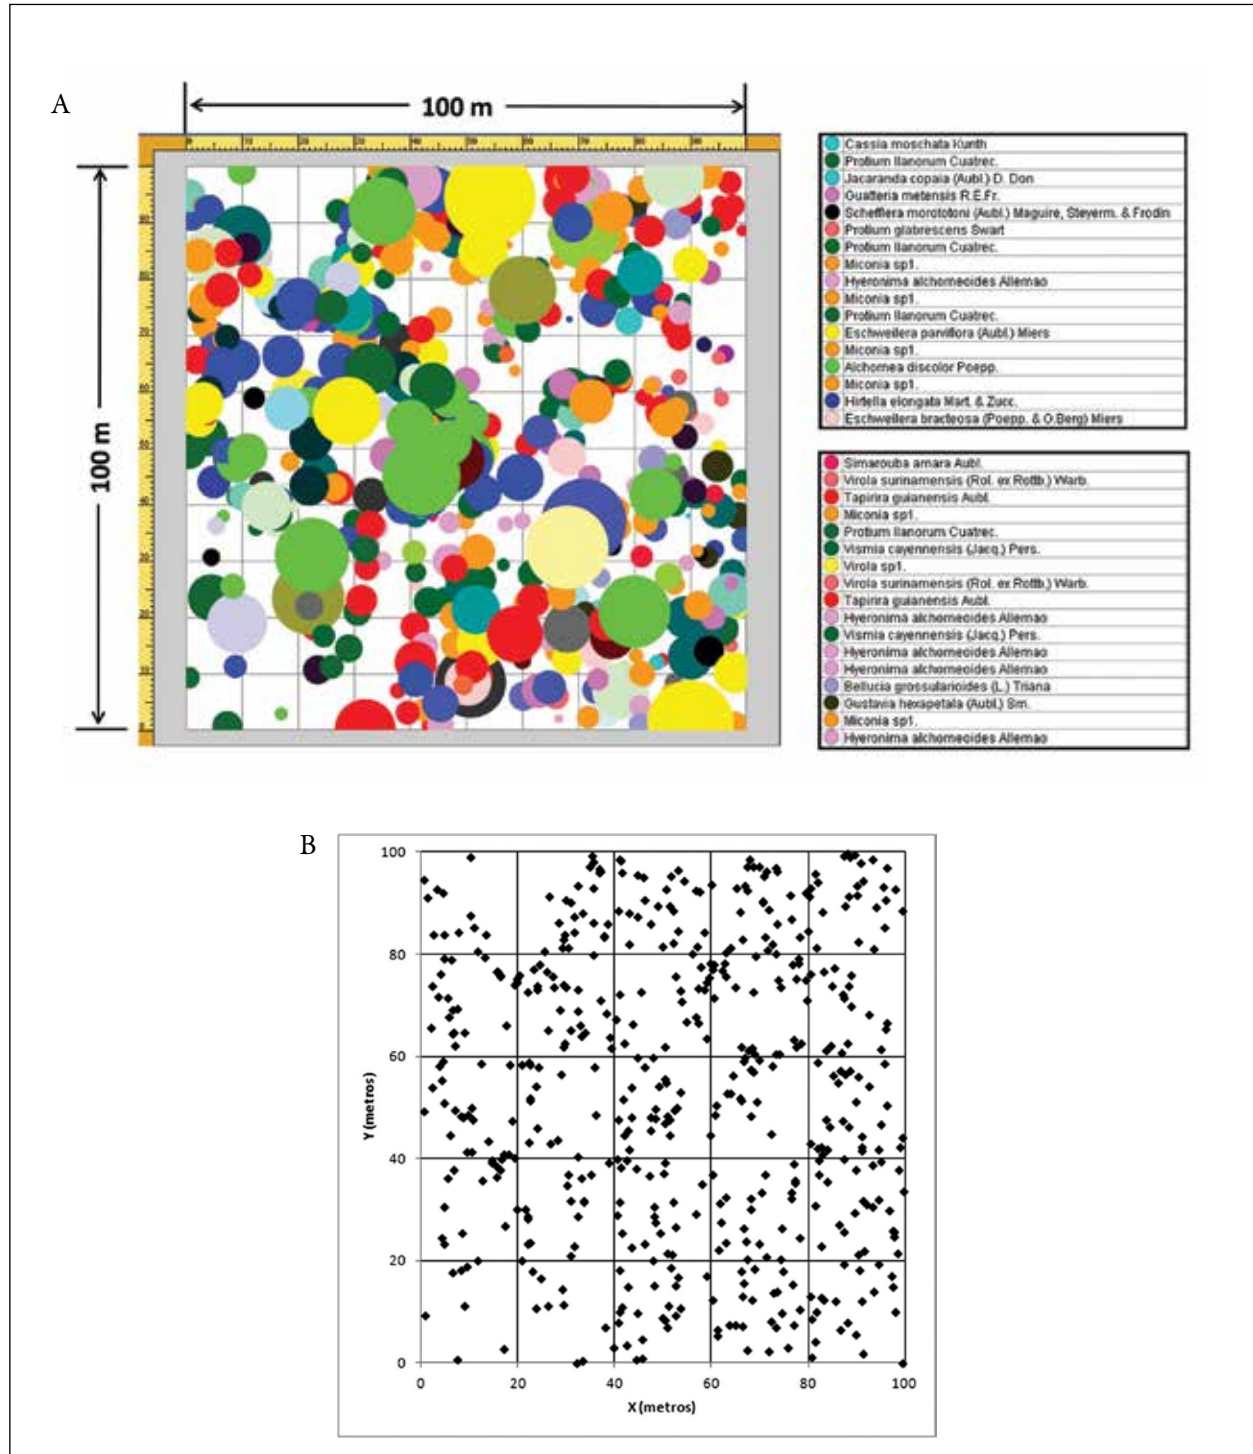 A
100 m
100 m
Cassia moschata Kunth
Protium llanorum Cuatrec.
Jacaranda copaia (Aubl.) D. Don
Guatteria metensis R.E.Fr.
Schefflera morototoni (Aubl.) Maguire, Steyerm. & Frodin
Protium glabrescens Swart
Protium llanorum Cuatrec.
Miconia sp1.
Hyeronima alchorneoides Allemao
Miconia sp1.
Protium llanorum Cuatrec.
Eschweilera parviflora (Aubl.) Miers
Miconia sp1.
Alchornea discolor Poepp.
Miconia sp1.
Hirtella elongata Mart. & Zucc.
Eschweilera bracteosa (Poepp. & O.Berg) Miers
Simarouba amara Aubl.
Virola surinamensis (Rol. ex Rottb.) Warb.
Tapirira guianensis Aubl.
Miconia sp1.
Protium llanorum Cuatrec.
Vismia cayennensis (Jacq.) Pers.
Virola sp1.
Virola surinamensis (Rol. ex Rottb.) Warb.
Tapirira guianensis Aubl.
Hyeronima alchorneoides Allemao
Vismia cayennensis (Jacq.) Pers.
Hyeronima alchorneoides Allemao
Hyeronima alchorneoides Allemao
Bellucia grossularioides (L.) Triana
Gustavia hexapetala (Aubl.) Sm.
Miconia sp1.
Hyeronima alchorneoides Allemao
B
100
80
60
40
20
0
Y (metros)
0 20 40 60 80 100
X (metros)